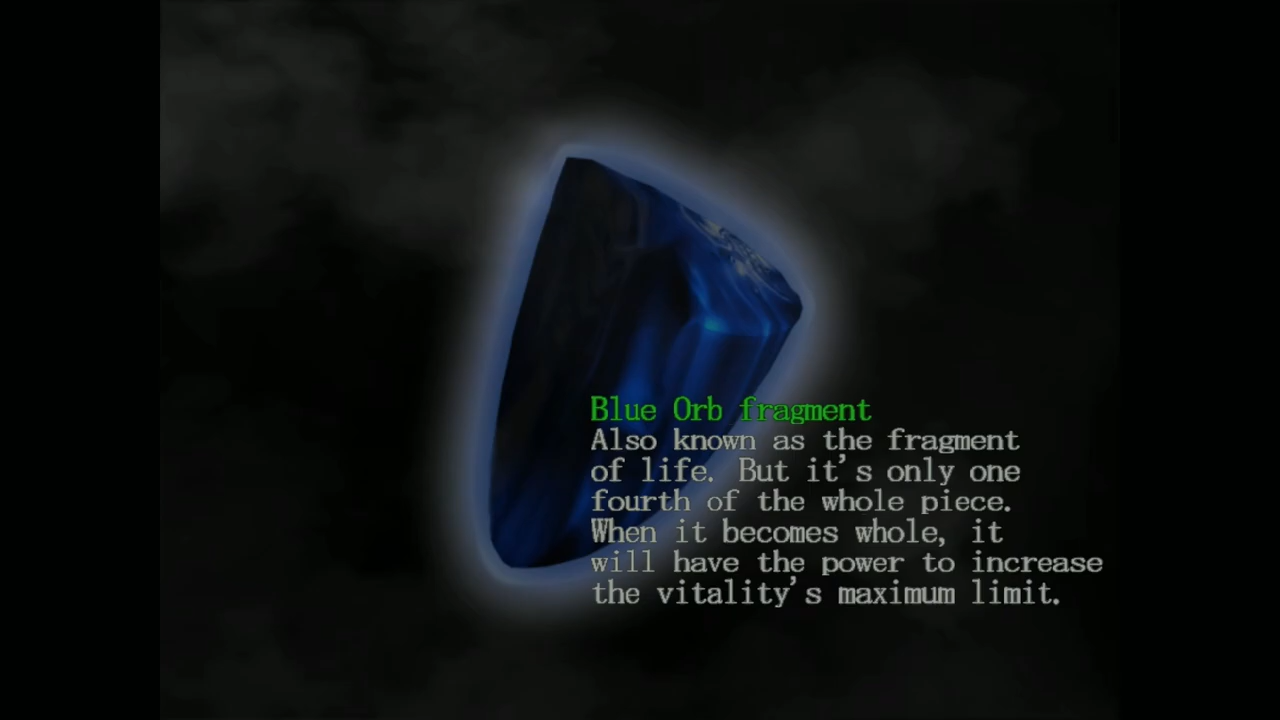 Blue Orb fragment
Also known as the fragment
of life. But it's only one
fourth of the whole piece.
When it becomes whole, it
will have the power to increase
the vitality's maximum limit.